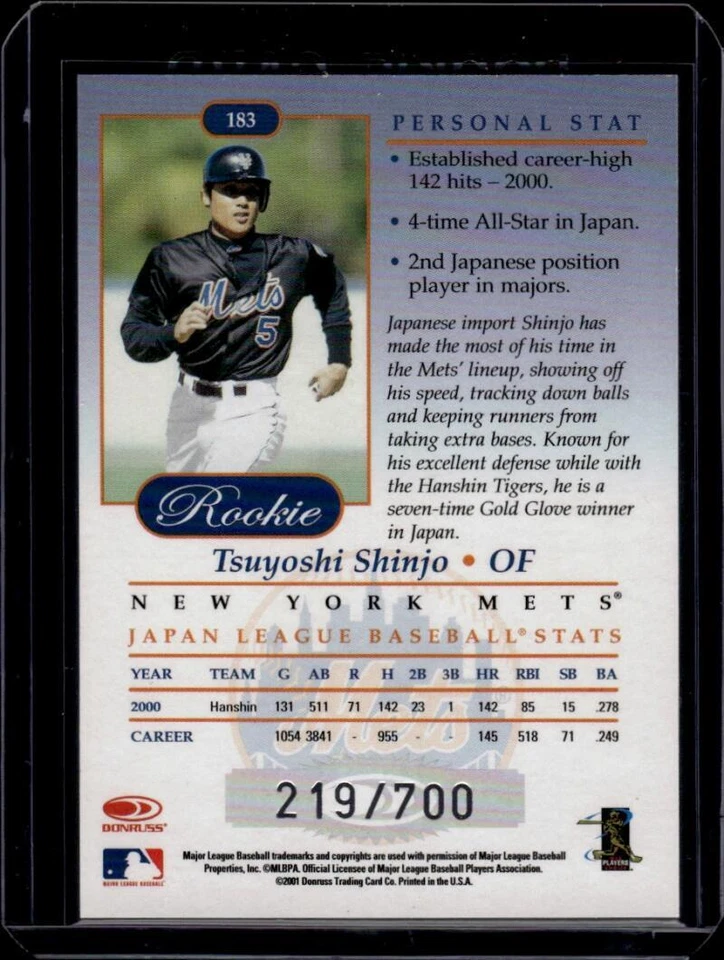 183
PERSONAL STAT
• Established career-high
142 hits – 2000.
• 4-time All-Star in Japan.
• 2nd Japanese position
player in majors.
Mets
5
Japanese import Shinjo has
made the most of his time in
the Mets' lineup, showing off
his speed, tracking down balls
and keeping runners from
taking extra bases. Known for
his excellent defense while with
the Hanshin Tigers, he is a
seven-time Gold Glove winner
in Japan.
Rookie
Tsuyoshi Shinjo • OF
NEW YORK METS®
JAPAN LEAGUE BASEBALL® STATS
YEAR TEAM G AB R H 2B 3B HR RBI SB BA
2000 Hanshin 131 511 71 142 23 1 142 85 15 .278
CAREER 1054 3841 - 955 - - 145 518 71 .249
Mets
219/700
DONRUSS®
MAJOR LEAGUE BASEBALL®
PLAYERS
CHOICE
Major League Baseball trademarks and copyrights are used with permission of Major League Baseball
Properties, Inc. ©MLBPA. Official Licensee of Major League Baseball Players Association.
©2001 Donruss Trading Card Co. Printed in the U.S.A.